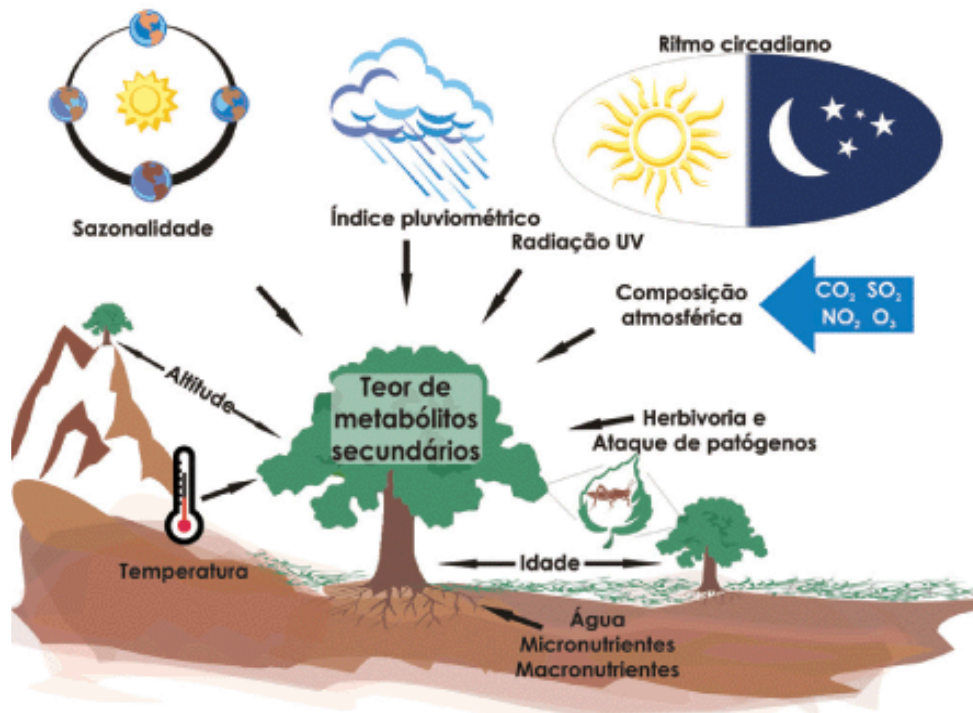 Ritmo circadiano
Sazonalidade
Índice pluviométrico
Radiação UV
Composição
atmosférica
CO₂ SO₂
NO₂ O₃
Altitude
Teor de
metabólitos
secundários
Herbivoria e
Ataque de patógenos
Temperatura
Idade
Água
Micronutrientes
Macronutrientes